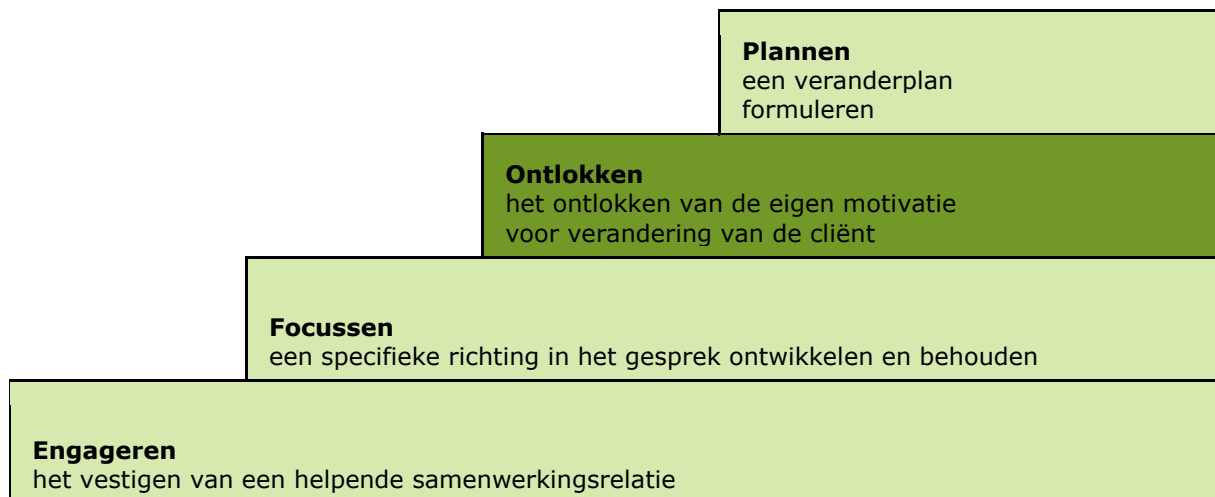 Plannen
een veranderplan
formuleren
Ontlokken
het ontlokken van de eigen motivatie
voor verandering van de cliënt
Focussen
een specifieke richting in het gesprek ontwikkelen en behouden
Engageren
het vestigen van een helpende samenwerkingsrelatie